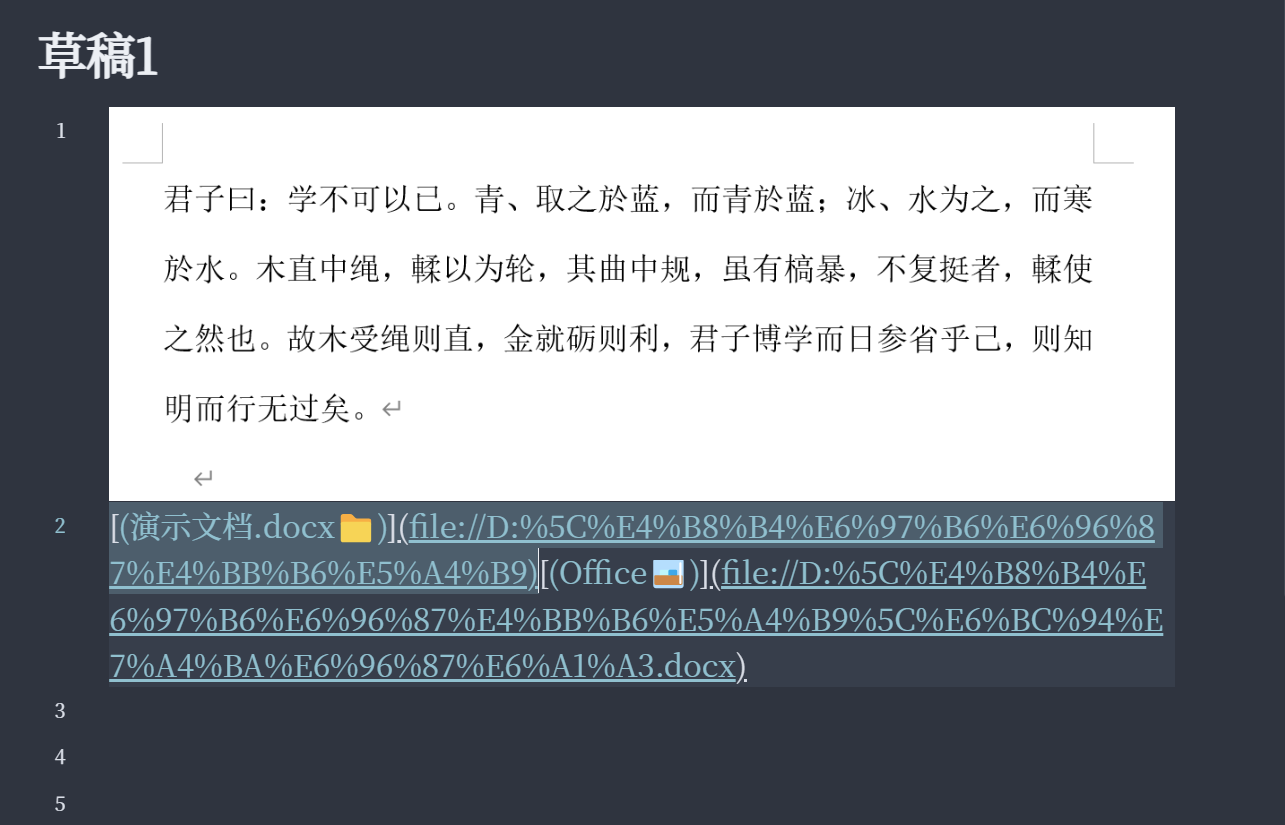 草稿1
1
君子曰：学不可以已。青、取之於蓝，而青於蓝；冰、水为之，而寒
於水。木直中绳，輮以为轮，其曲中规，虽有槁暴，不复挺者，輮使
之然也。故木受绳则直，金就砺则利，君子博学而日参省乎己，则知
明而行无过矣。↵
↵
2
[(演示文档.docx📁)](file://D:%5C%E4%B8%B4%E6%97%B6%E6%96%8
7%E4%BB%B6%E5%A4%B9)[(Office🌅)](file://D:%5C%E4%B8%B4%E
6%97%B6%E6%96%87%E4%BB%B6%E5%A4%B9%5C%E6%BC%94%E
7%A4%BA%E6%96%87%E6%A1%A3.docx)
3
4
5